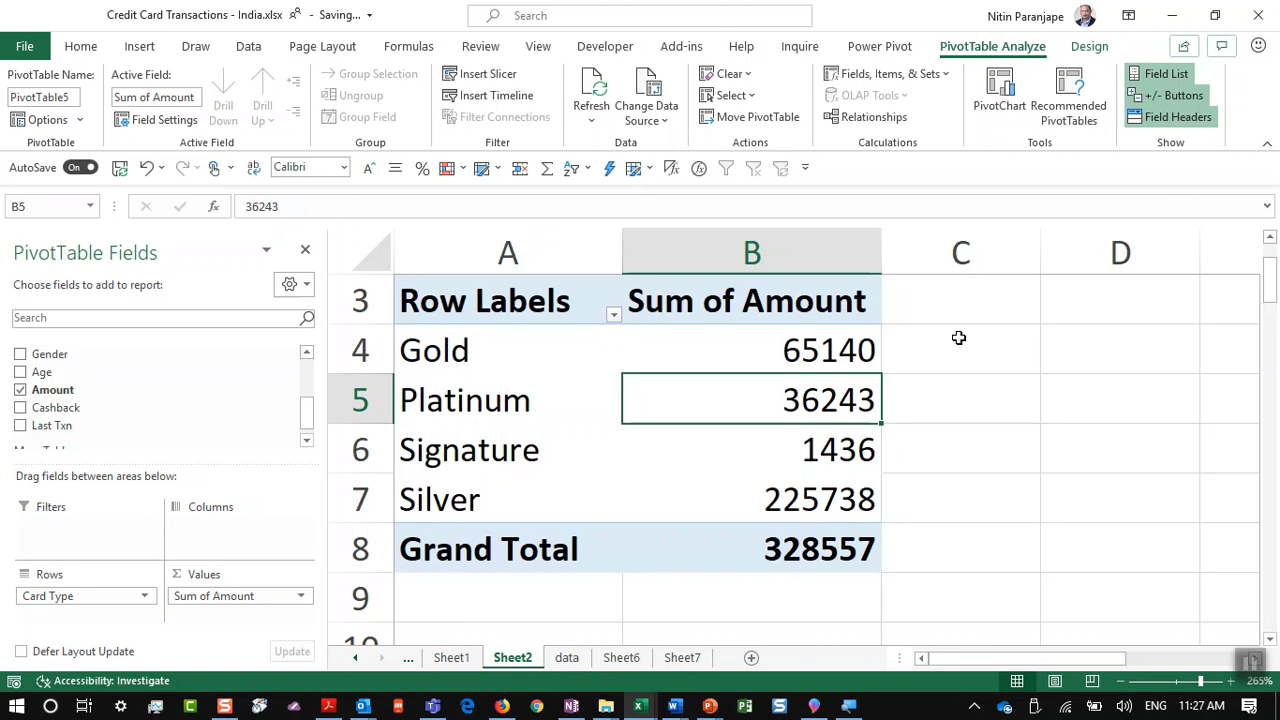 Credit Card Transactions - India.xlsx Saving...
Search
Nitin Paranjape
File Home Insert Draw Data Page Layout Formulas Review View Developer Add-ins Help Inquire Power Pivot PivotTable Analyze Design
PivotTable Name: Active Field: Group Selection Insert Slicer Clear Fields, Items, & Sets Field List
PivotTable5 Sum of Amount Drill Down Drill Up Ungroup Insert Timeline Refresh Change Data Source Select OLAP Tools PivotChart Recommended PivotTables +/- Buttons
Options Field Settings Group Field Filter Connections Move PivotTable Relationships Field Headers
PivotTable Active Field Group Filter Data Actions Calculations Tools Show
AutoSave On Calibri
B5 36243
PivotTable Fields
Choose fields to add to report:
Search
Gender
Age
Amount
Cashback
Last Txn
Drag fields between areas below:
Filters Columns
Rows Values
Card Type Sum of Amount
Defer Layout Update Update
A B C D
3 Row Labels Sum of Amount
4 Gold 65140
5 Platinum 36243
6 Signature 1436
7 Silver 225738
8 Grand Total 328557
9
10
... Sheet1 Sheet2 data Sheet6 Sheet7
Accessibility: Investigate 265%
ENG 11:27 AM